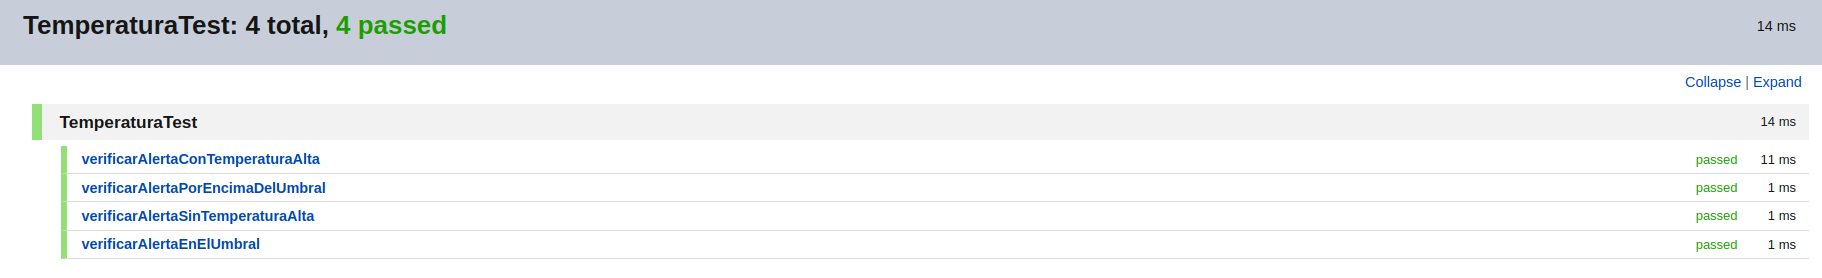 TemperaturaTest: 4 total, 4 passed 14 ms
Collapse | Expand
TemperaturaTest 14 ms
verificarAlertaConTemperaturaAlta passed 11 ms
verificarAlertaPorEncimaDelUmbral passed 1 ms
verificarAlertaSinTemperaturaAlta passed 1 ms
verificarAlertaEnElUmbral passed 1 ms